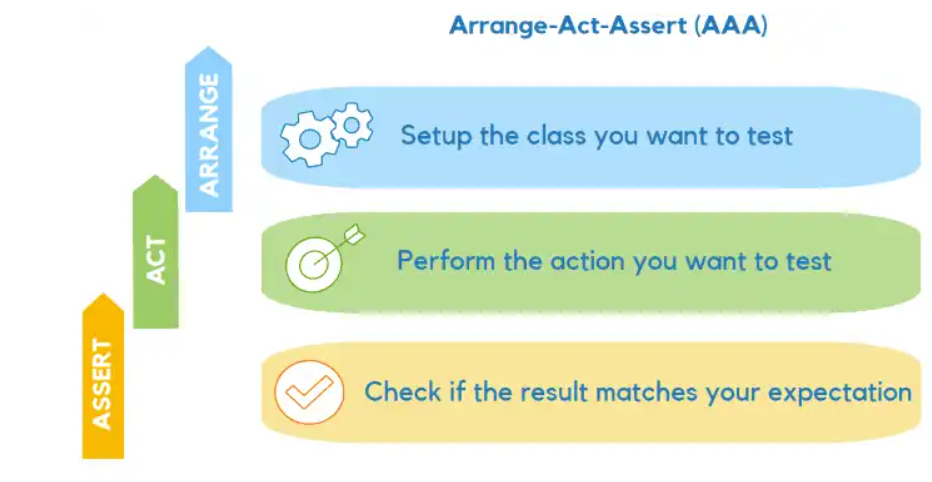 Arrange-Act-Assert (AAA)
ARRANGE
Setup the class you want to test
ACT
Perform the action you want to test
ASSERT
Check if the result matches your expectation